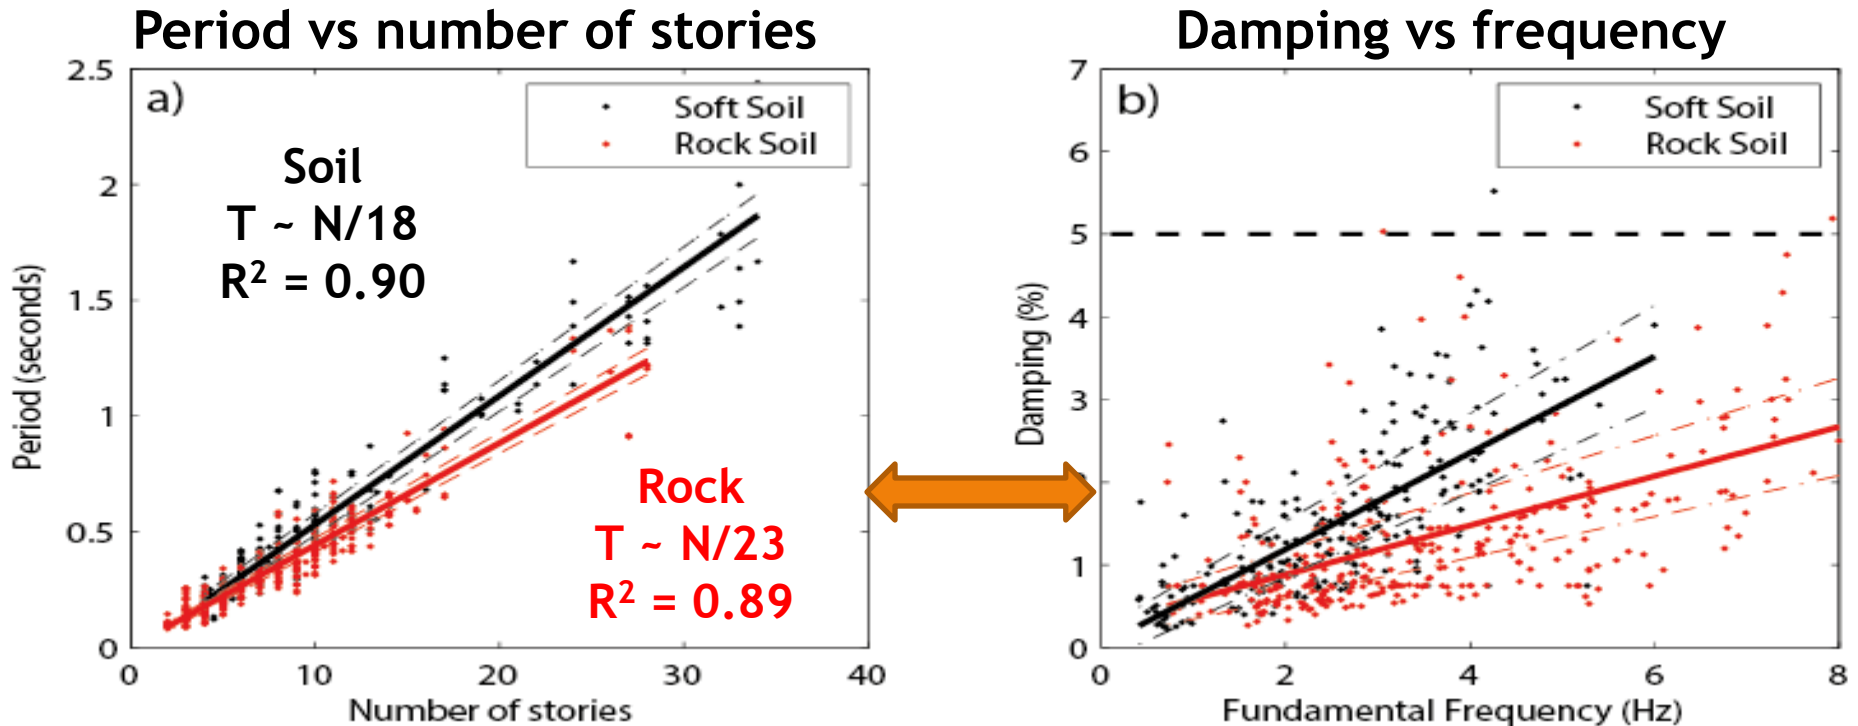 Period vs number of stories
2.5
2
1.5
1
0.5
0
0
10
20
30
40
Period (seconds)
Number of stories
a)
Soft Soil
Rock Soil
Soil
T ~ N/18
R² = 0.90
Rock
T ~ N/23
R² = 0.89
Damping vs frequency
7
6
5
4
3
1
0
0
2
4
6
8
Damping (%)
Fundamental Frequency (Hz)
b)
Soft Soil
Rock Soil